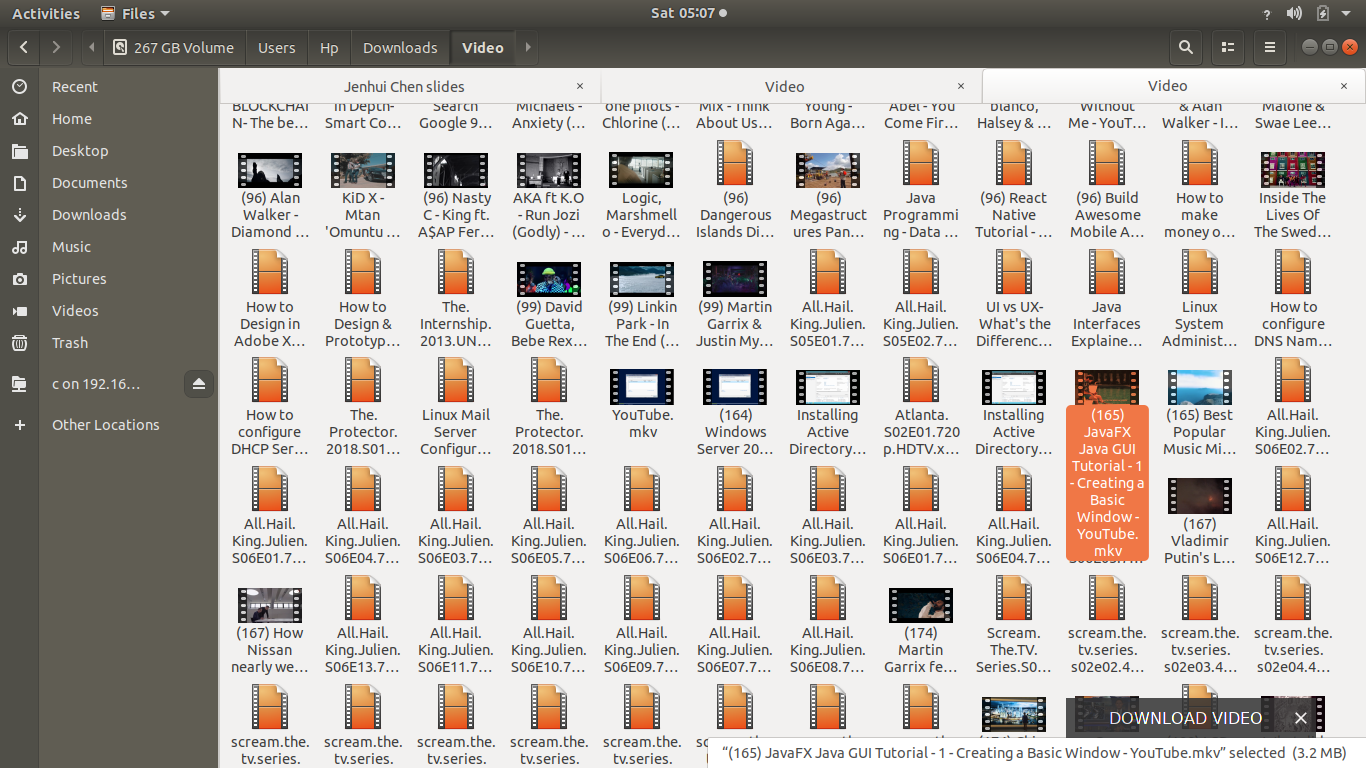 Activities Files Sat 05:07 ?
267 GB Volume Users Hp Downloads Video
Recent
Home
Desktop
Documents
Downloads
Music
Pictures
Videos
Trash
c on 192.16…
Other Locations
Jenhui Chen slides × Video × Video ×
BLOCKCHAI In Depth- Search Michaels - one pilots - Mix - Think Young - Abel - You Blanco, Without & Alan Malone &
N- The be… Smart Co… Google 9… Anxiety (… Chlorine (… About Us… Born Aga… Come Fir… Halsey & … Me - YouT… Walker - I… Swae Lee…
(96) Alan KiD X - (96) Nasty AKA ft K.O Logic, (96) (96) Java (96) React (96) Build How to Inside The
Walker - Mtan C - King ft. - Run Jozi Marshmell Dangerous Megastruct Programmi Native Awesome make Lives Of
Diamond … 'Omuntu … A$AP Fer… (Godly) - … o - Everyd… Islands Di… ures Pan… ng - Data … Tutorial - … Mobile A… money o… The Swed…
How to How to The. (99) David (99) Linkin (99) Martin All.Hail. All.Hail. UI vs UX- Java Linux How to
Design in Design & Internship. Guetta, Park - In Garrix & King.Julien. King.Julien. What's the Interfaces System configure
Adobe X… Prototyp… 2013.UN… Bebe Rex… The End (… Justin My… S05E01.7… S05E02.7… Differenc… Explaine… Administ… DNS Nam…
How to The. Linux Mail The. YouTube. (164) Installing Atlanta. Installing (165) (165) Best All.Hail.
configure Protector. Server Protector. mkv Windows Active S02E01.720 Active JavaFX Popular King.Julien.
DHCP Ser… 2018.S01… Configur… 2018.S01… Server 20… Directory… p.HDTV.x… Directory… Java GUI Music Mi… S06E02.7…
Tutorial - 1
- Creating a
Basic
Window -
YouTube.
mkv
All.Hail. All.Hail. All.Hail. All.Hail. All.Hail. All.Hail. All.Hail. All.Hail. All.Hail. (167) All.Hail.
King.Julien. King.Julien. King.Julien. King.Julien. King.Julien. King.Julien. King.Julien. King.Julien. King.Julien. Vladimir King.Julien.
S06E01.7… S06E04.7… S06E03.7… S06E05.7… S06E06.7… S06E02.7… S06E03.7… S06E01.7… S06E04.7… Putin's L… S06E12.7…
(167) How All.Hail. All.Hail. All.Hail. All.Hail. All.Hail. All.Hail. (174) Scream. scream.the. scream.the. scream.the.
Nissan King.Julien. King.Julien. King.Julien. King.Julien. King.Julien. King.Julien. Martin The.TV. tv.series. tv.series. tv.series.
nearly we… S06E13.7… S06E11.7… S06E10.7… S06E09.7… S06E07.7… S06E08.7… Garrix fe… Series.S0… s02e02.4… s02e03.4… s02e04.4…
scream.the. scream.the. scream.the. scream.the. scream.the.
tv.series. tv.series. tv.series. tv.series. tv.series.
DOWNLOAD VIDEO ×
“(165) JavaFX Java GUI Tutorial - 1 - Creating a Basic Window - YouTube.mkv” selected (3.2 MB)